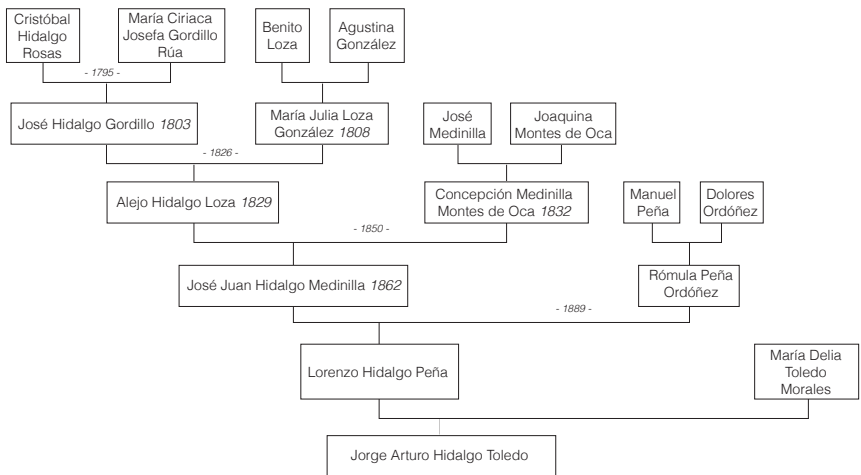 Cristóbal
Hidalgo
Rosas
María Ciriaca
Josefa Gordillo
Rúa
Benito
Loza
Agustina
González
- 1795 -
José Hidalgo Gordillo 1803
María Julia Loza
González 1808
José
Medinilla
Joaquina
Montes de Oca
- 1826 -
Alejo Hidalgo Loza 1829
Concepción Medinilla
Montes de Oca 1832
Manuel
Peña
Dolores
Ordóñez
- 1850 -
José Juan Hidalgo Medinilla 1862
Rómula Peña
Ordóñez
- 1889 -
Lorenzo Hidalgo Peña
María Delia
Toledo
Morales
Jorge Arturo Hidalgo Toledo